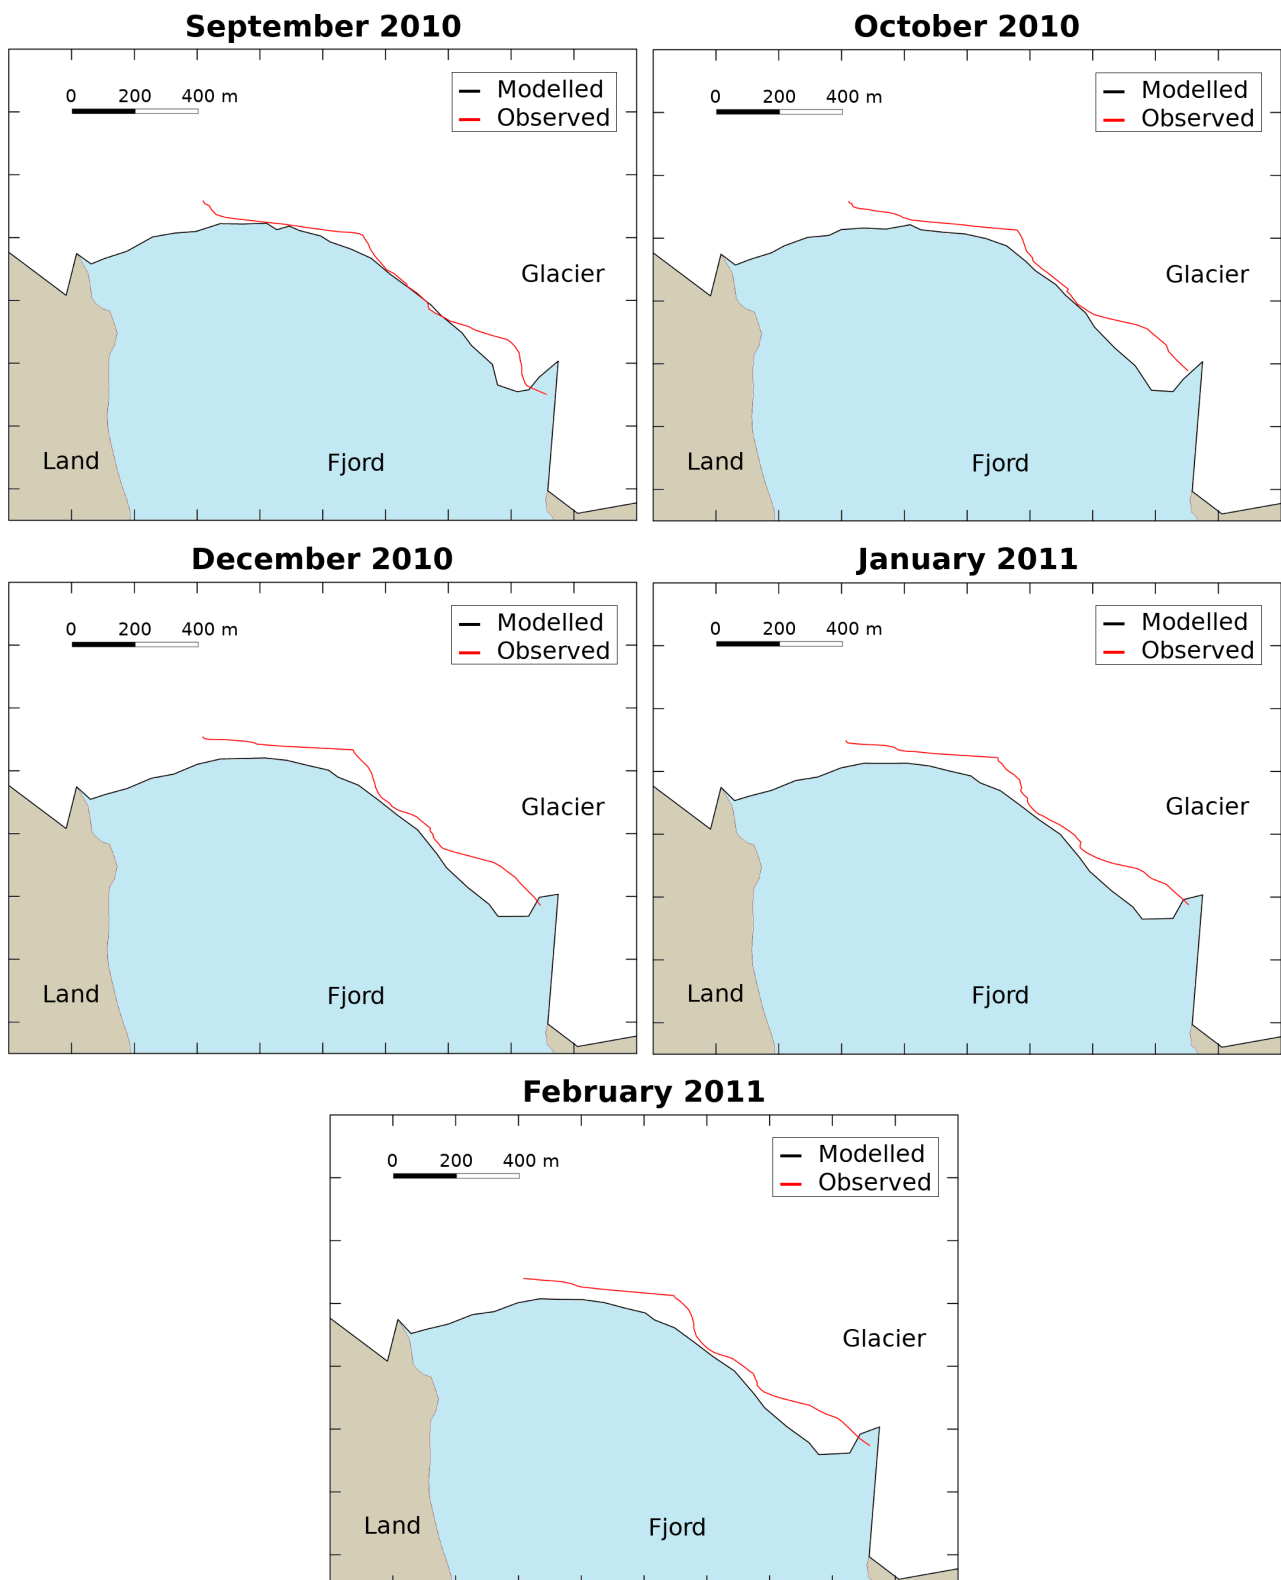 September 2010
0 200 400 m
Modelled
Observed
Glacier
Land
Fjord
October 2010
0 200 400 m
Modelled
Observed
Glacier
Land
Fjord
December 2010
0 200 400 m
Modelled
Observed
Glacier
Land
Fjord
January 2011
0 200 400 m
Modelled
Observed
Glacier
Land
Fjord
February 2011
0 200 400 m
Modelled
Observed
Glacier
Land
Fjord